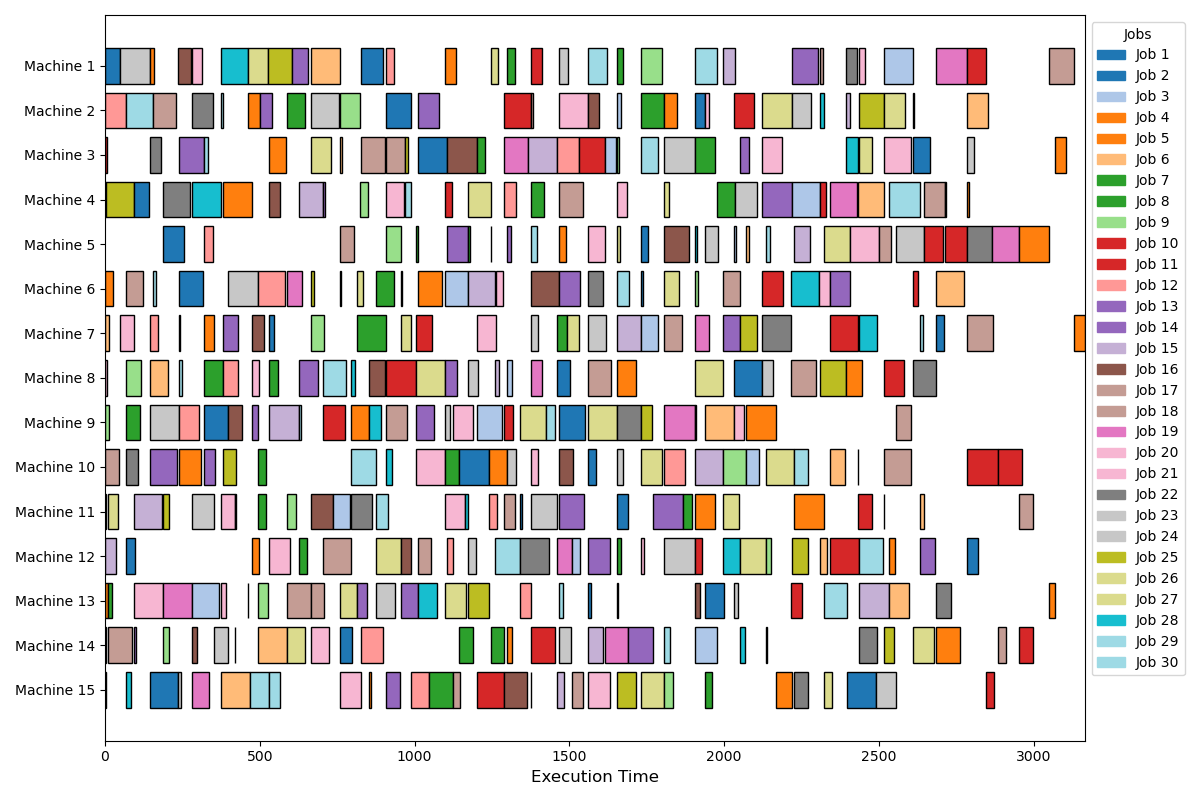 Machine 1
Machine 2
Machine 3
Machine 4
Machine 5
Machine 6
Machine 7
Machine 8
Machine 9
Machine 10
Machine 11
Machine 12
Machine 13
Machine 14
Machine 15
0 500 1000 1500 2000 2500 3000
Execution Time
Jobs
Job 1
Job 2
Job 3
Job 4
Job 5
Job 6
Job 7
Job 8
Job 9
Job 10
Job 11
Job 12
Job 13
Job 14
Job 15
Job 16
Job 17
Job 18
Job 19
Job 20
Job 21
Job 22
Job 23
Job 24
Job 25
Job 26
Job 27
Job 28
Job 29
Job 30